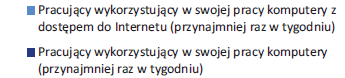 Pracujący wykorzystujący w swojej pracy komputery z
dostępem do Internetu (przynajmniej raz w tygodniu)
Pracujący wykorzystujący w swojej pracy komputery
(przynajmniej raz w tygodniu)